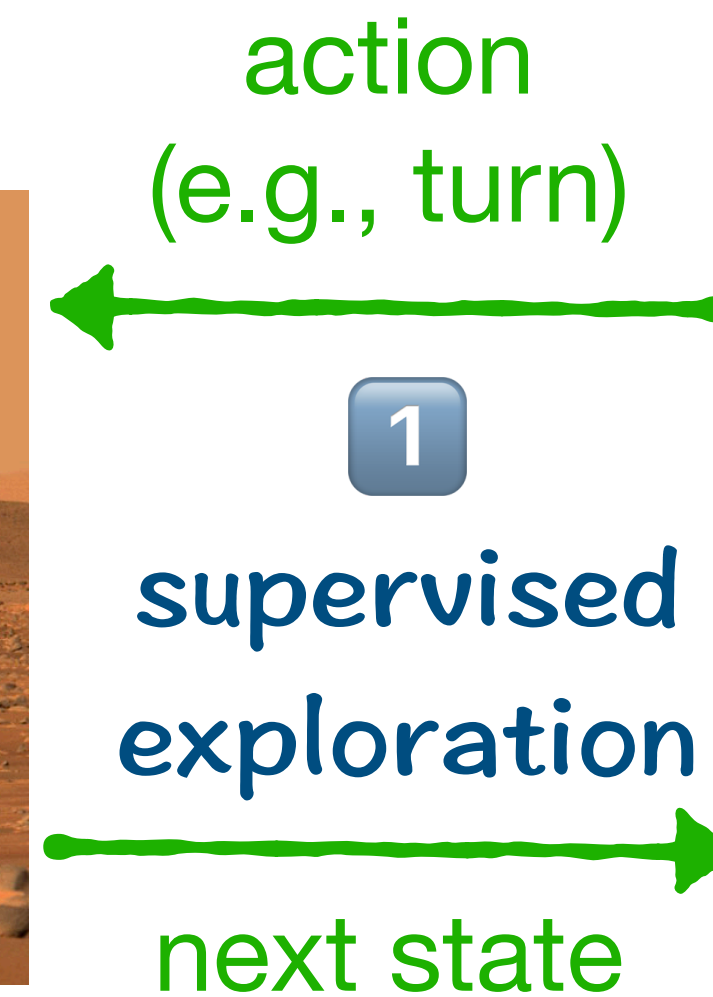 action
(e.g., turn)
1
supervised
exploration
next state